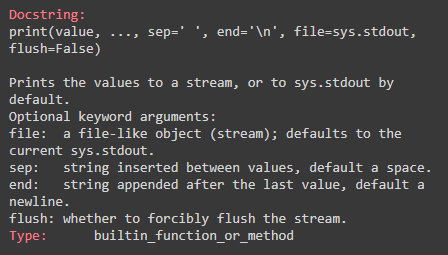 Docstring:
print(value, ..., sep=' ', end='\n', file=sys.stdout,
flush=False)

Prints the values to a stream, or to sys.stdout by
default.
Optional keyword arguments:
file:  a file-like object (stream); defaults to the
current sys.stdout.
sep:   string inserted between values, default a space.
end:   string appended after the last value, default a
newline.
flush: whether to forcibly flush the stream.
Type:      builtin_function_or_method